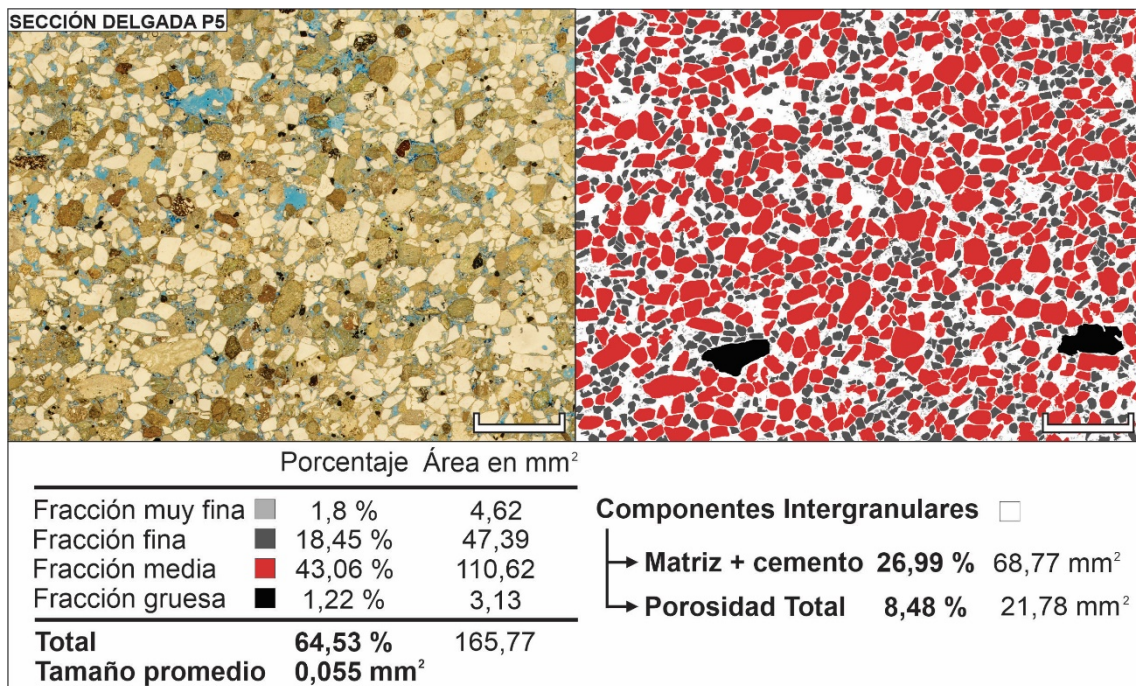 SECCIÓN DELGADA P5
Porcentaje Área en mm²
Fracción muy fina 1,8 % 4,62
Fracción fina 18,45 % 47,39
Fracción media 43,06 % 110,62
Fracción gruesa 1,22 % 3,13
Total 64,53 % 165,77
Tamaño promedio 0,055 mm²
Componentes Intergranulares
Matriz + cemento 26,99 % 68,77 mm²
Porosidad Total 8,48 % 21,78 mm²